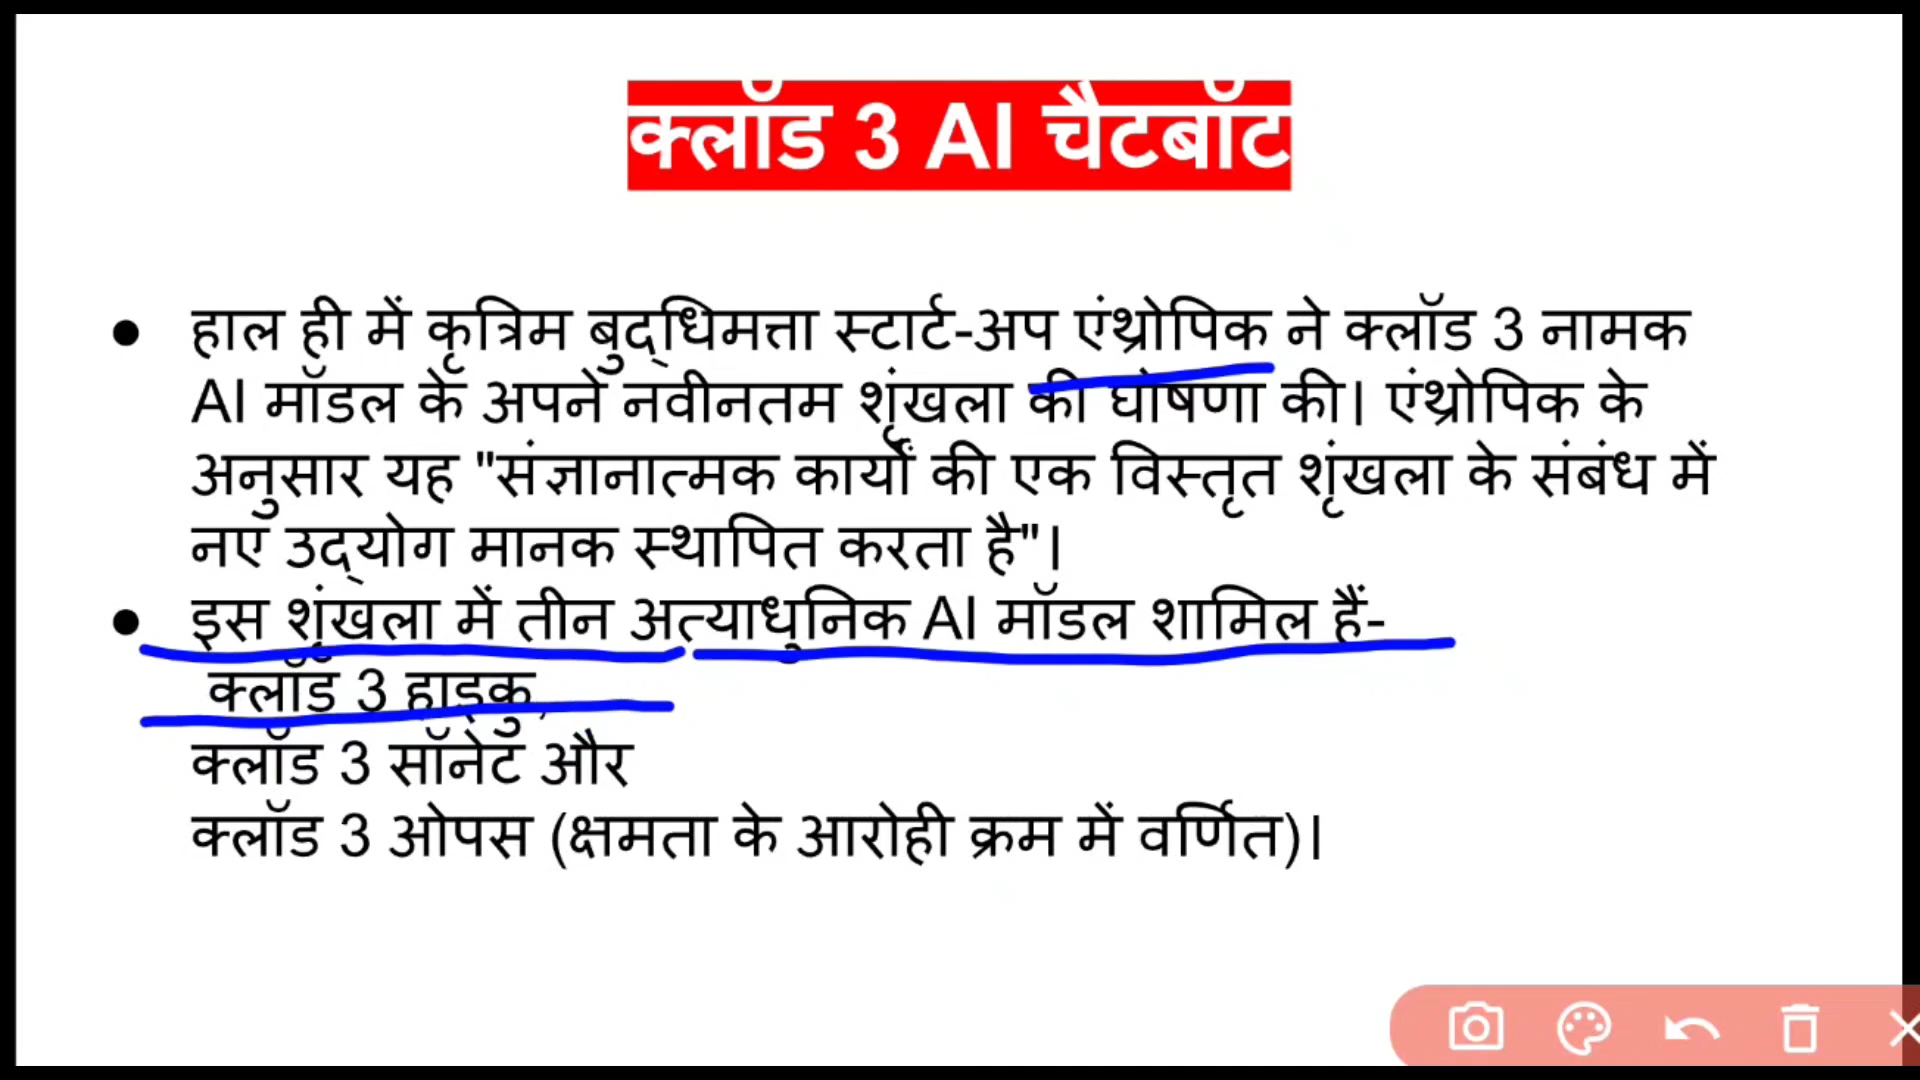 क्लॉड 3 AI चैटबॉट
● हाल ही में कृत्रिम बुद्धिमत्ता स्टार्ट-अप एंथ्रोपिक ने क्लॉड 3 नामक
AI मॉडल के अपने नवीनतम शृंखला की घोषणा की। एंथ्रोपिक के
अनुसार यह "संज्ञानात्मक कार्यों की एक विस्तृत शृंखला के संबंध में
नए उद्योग मानक स्थापित करता है"।
● इस शृंखला में तीन अत्याधुनिक AI मॉडल शामिल हैं-
क्लॉड 3 हाइकु,
क्लॉड 3 सॉनेट और
क्लॉड 3 ओपस (क्षमता के आरोही क्रम में वर्णित)।